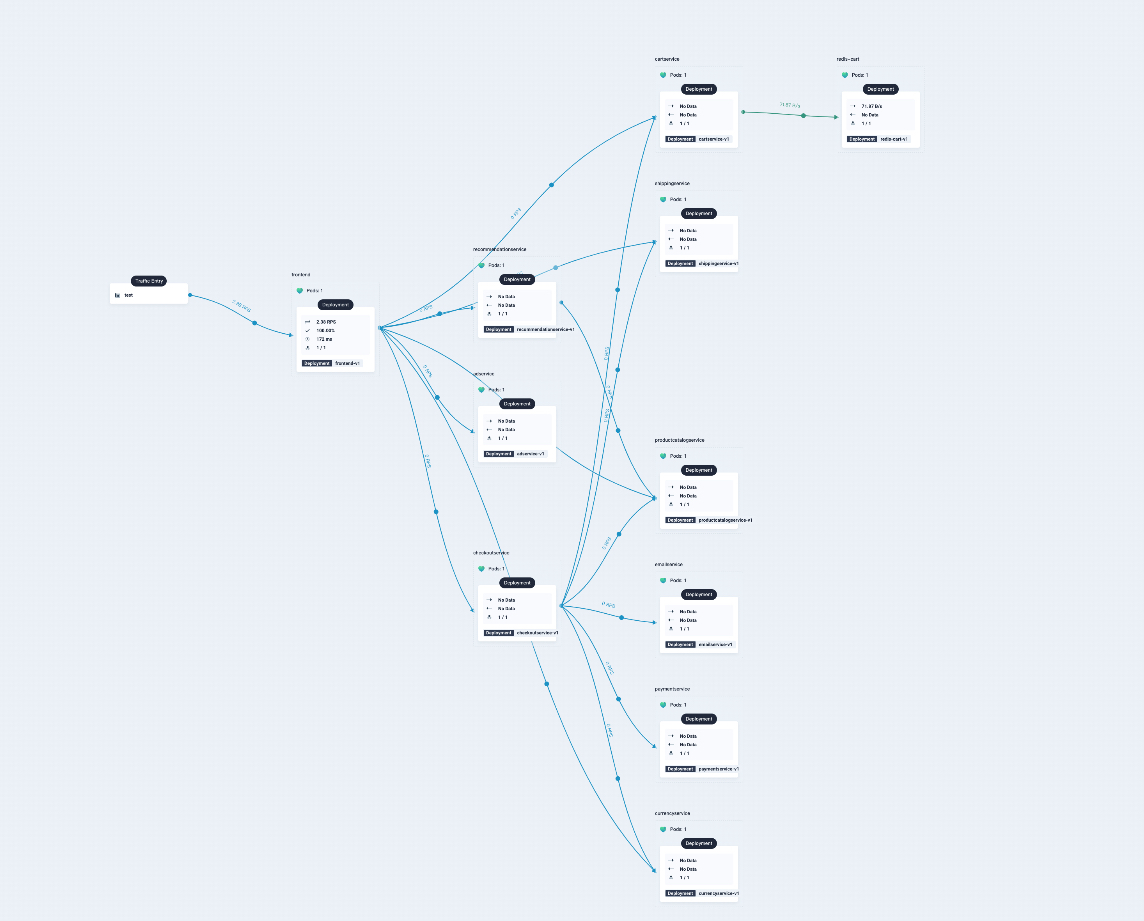 cartservice
Pods: 1
Deployment
No Data
No Data
1 / 1
Deployment cartservice-v1
redis-cart
Pods: 1
Deployment
71.97 B/s
No Data
1 / 1
Deployment redis-cart-v1
shippingservice
Pods: 1
Deployment
No Data
No Data
1 / 1
Deployment shippingservice-v1
recommendationservice
Pods: 1
Deployment
No Data
No Data
1 / 1
Deployment recommendationservice-v1
Traffic Entry
test
frontend
Pods: 1
Deployment
2.38 RPS
100.00%
172 ms
1 / 1
Deployment frontend-v1
adservice
Pods: 1
Deployment
No Data
No Data
1 / 1
Deployment adservice-v1
productcatalogservice
Pods: 1
Deployment
No Data
No Data
1 / 1
Deployment productcatalogservice-v1
checkoutservice
Pods: 1
Deployment
No Data
No Data
1 / 1
Deployment checkoutservice-v1
emailservice
Pods: 1
Deployment
No Data
No Data
1 / 1
Deployment emailservice-v1
0 RPS
paymentservice
Pods: 1
Deployment
No Data
No Data
1 / 1
Deployment paymentservice-v1
currencyservice
Pods: 1
Deployment
No Data
No Data
1 / 1
Deployment currencyservice-v1